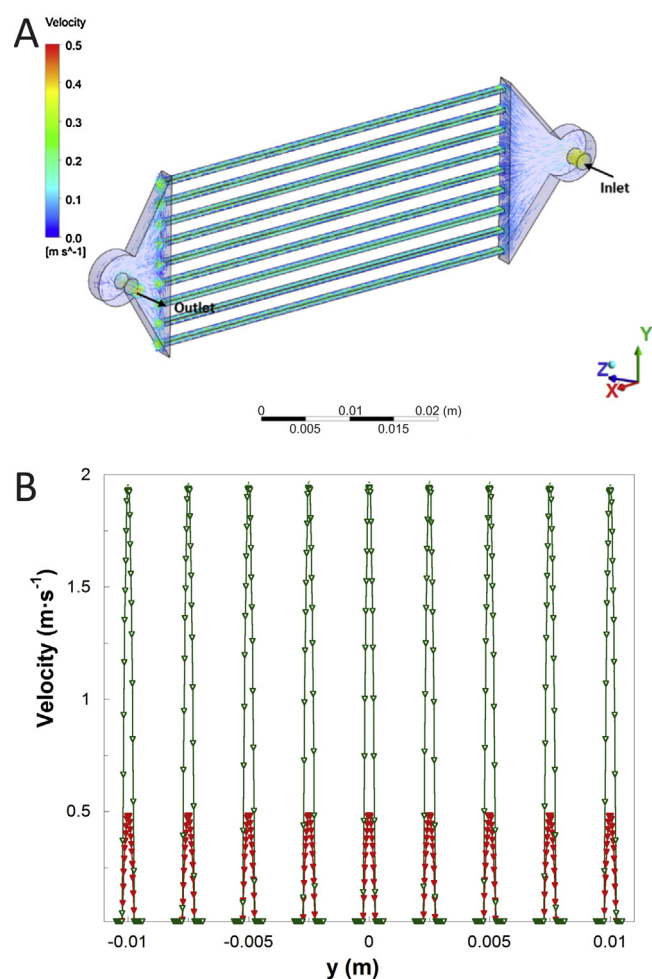 A
Velocity
0.5
0.4
0.3
0.2
0.1
0.0
[m s^-1]
Inlet
Outlet
Y
Z
X
0 0.01 0.02 (m)
0.005 0.015
B
2
1.5
1
0.5
Velocity (m·s⁻¹)
-0.01 -0.005 0 0.005 0.01
y (m)